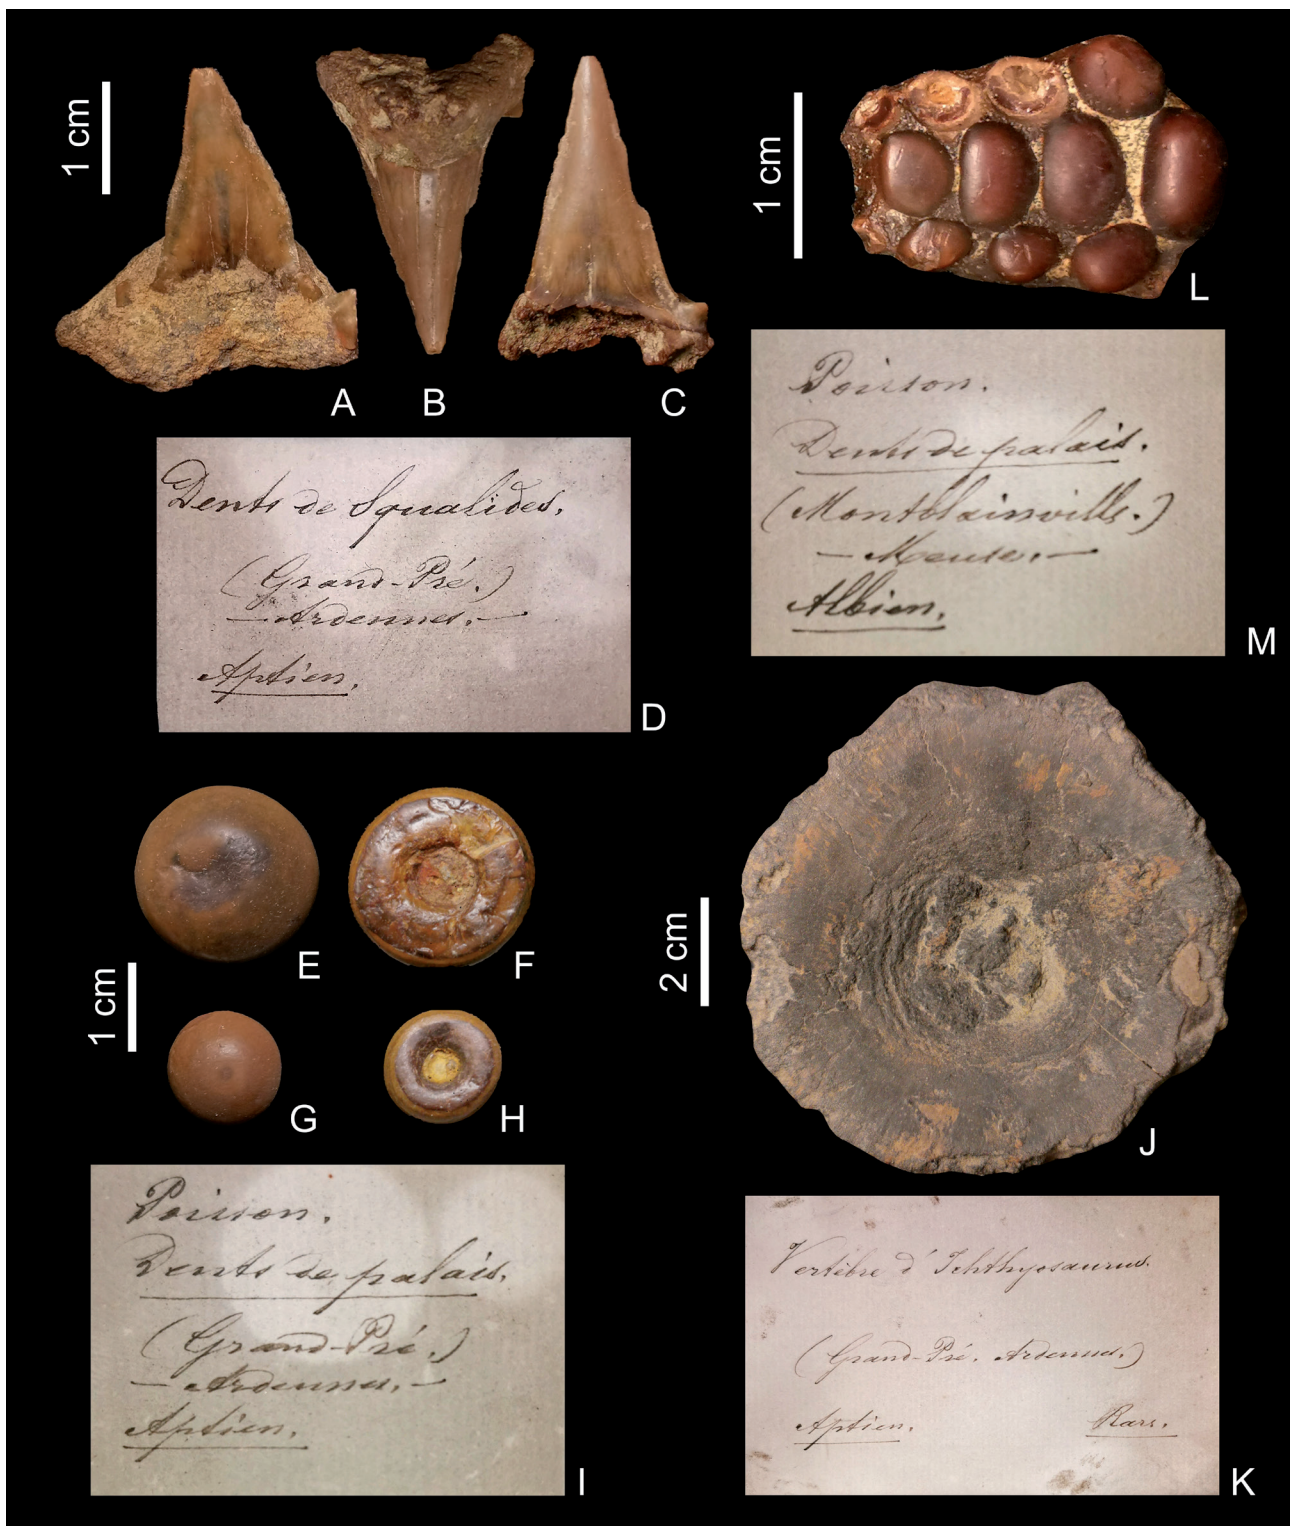 1 cm
A
B
C
Dents de Squalides.
(Grand-Pré.)
— Ardennes. —
Aptien.
D
1 cm
L
Poisson.
Dents de palais.
(Montblainville.)
— Meuse. —
Albien.
M
E
F
1 cm
G
H
Poisson.
Dents de palais.
(Grand-Pré.)
— Ardennes. —
Aptien.
I
2 cm
J
Vertèbre d'Ichthyosaurus.
(Grand-Pré. Ardennes.)
Aptien. Rare.
K